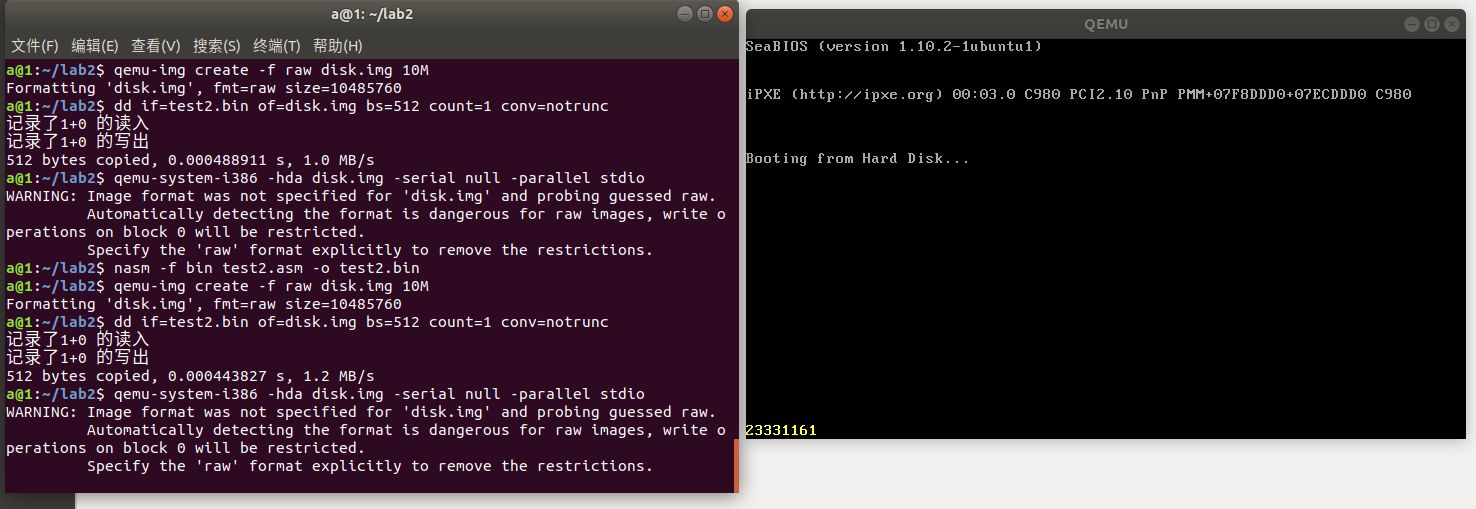 a@1: ~/lab2
文件(F) 编辑(E) 查看(V) 搜索(S) 终端(T) 帮助(H)
a@1:~/lab2$ qemu-img create -f raw disk.img 10M
Formatting 'disk.img', fmt=raw size=10485760
a@1:~/lab2$ dd if=test2.bin of=disk.img bs=512 count=1 conv=notrunc
记录了1+0 的读入
记录了1+0 的写出
512 bytes copied, 0.000488911 s, 1.0 MB/s
a@1:~/lab2$ qemu-system-i386 -hda disk.img -serial null -parallel stdio
WARNING: Image format was not specified for 'disk.img' and probing guessed raw.
         Automatically detecting the format is dangerous for raw images, write o
perations on block 0 will be restricted.
         Specify the 'raw' format explicitly to remove the restrictions.
a@1:~/lab2$ nasm -f bin test2.asm -o test2.bin
a@1:~/lab2$ qemu-img create -f raw disk.img 10M
Formatting 'disk.img', fmt=raw size=10485760
a@1:~/lab2$ dd if=test2.bin of=disk.img bs=512 count=1 conv=notrunc
记录了1+0 的读入
记录了1+0 的写出
512 bytes copied, 0.000443827 s, 1.2 MB/s
a@1:~/lab2$ qemu-system-i386 -hda disk.img -serial null -parallel stdio
WARNING: Image format was not specified for 'disk.img' and probing guessed raw.
         Automatically detecting the format is dangerous for raw images, write o
perations on block 0 will be restricted.
         Specify the 'raw' format explicitly to remove the restrictions.
QEMU
SeaBIOS (version 1.10.2-1ubuntu1)
iPXE (http://ipxe.org) 00:03.0 C980 PCI2.10 PnP PMM+07F8DDD0+07ECDDD0 C980
Booting from Hard Disk...
23331161